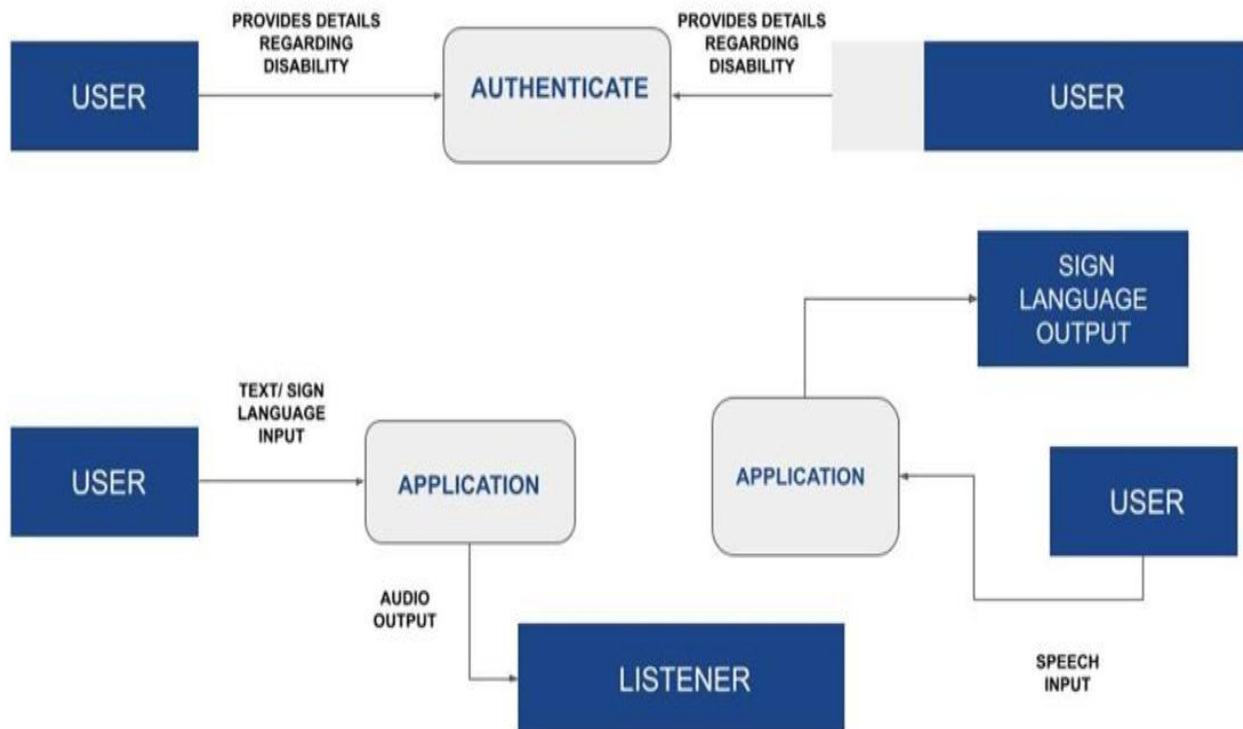 PROVIDES DETAILS
REGARDING
DISABILITY
PROVIDES DETAILS
REGARDING
DISABILITY
USER
AUTHENTICATE
USER
SIGN
LANGUAGE
OUTPUT
TEXT/ SIGN
LANGUAGE
INPUT
USER
APPLICATION
APPLICATION
USER
AUDIO
OUTPUT
LISTENER
SPEECH
INPUT